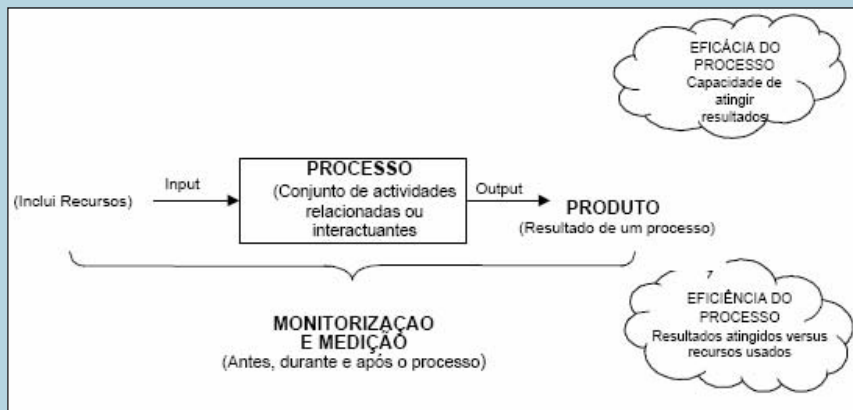 EFICÁCIA DO
PROCESSO
Capacidade de
atingir
resultados
(Inclui Recursos)
Input
PROCESSO
(Conjunto de actividades
relacionadas ou
interactuantes
Output
PRODUTO
(Resultado de um processo)
MONITORIZAÇAO
E MEDIÇÃO
(Antes, durante e após o processo)
7
EFICIÊNCIA DO
PROCESSO
Resultados atingidos versus
recursos usados